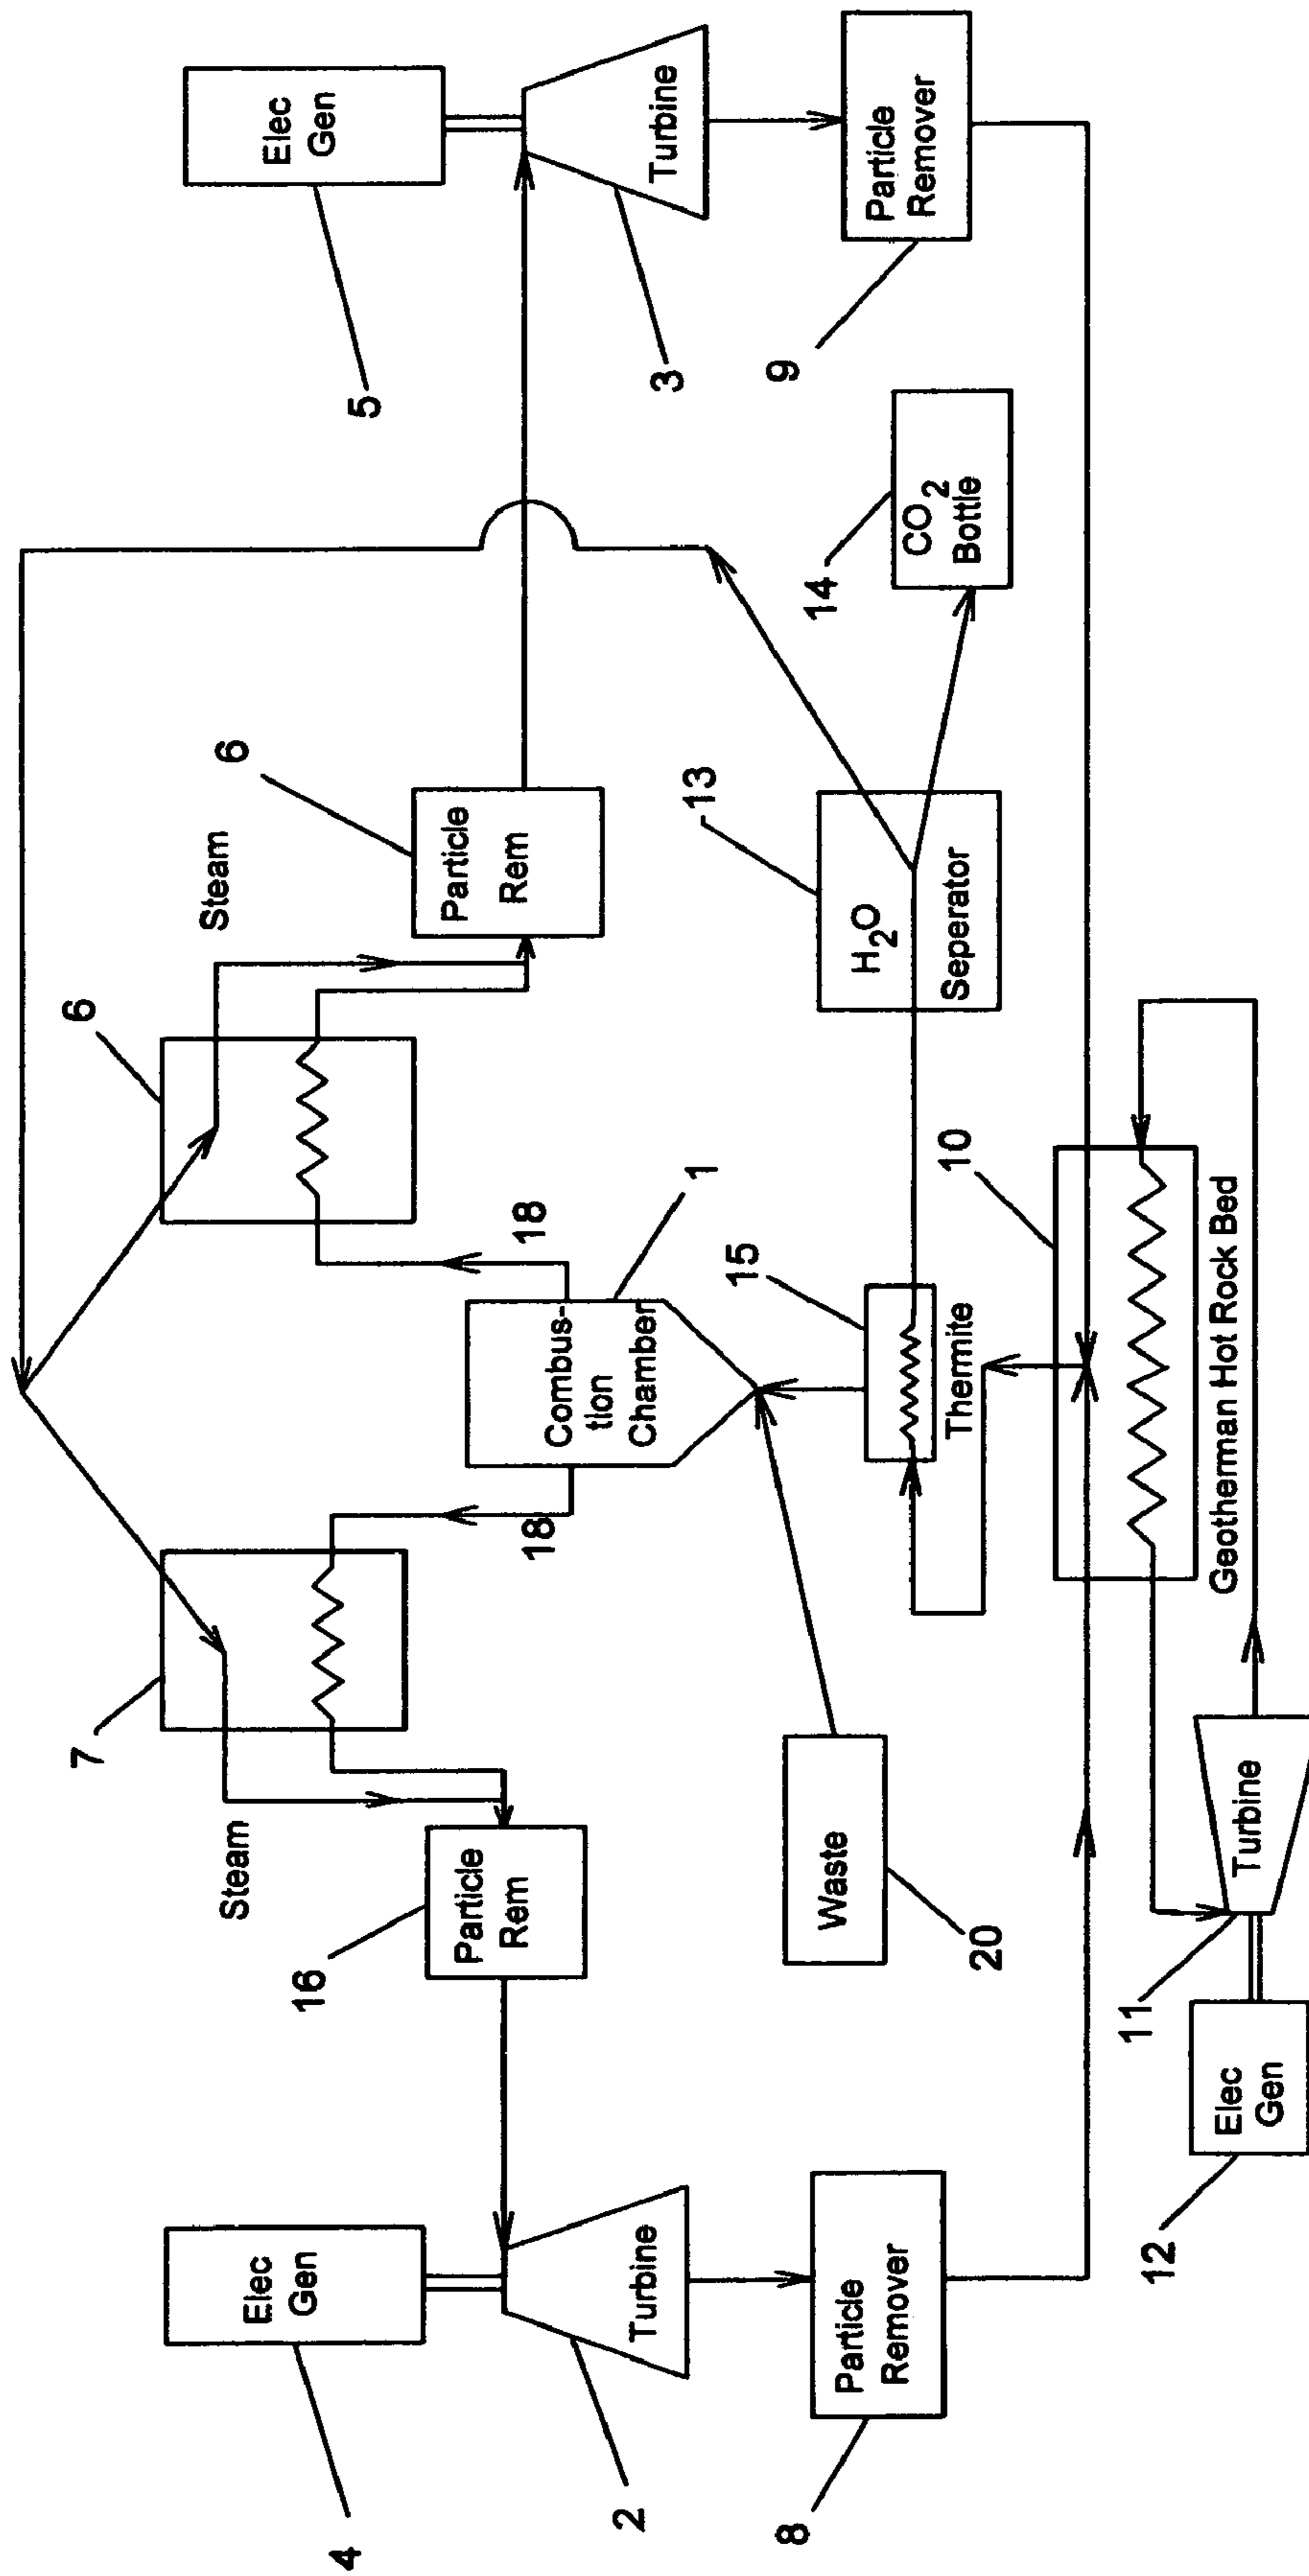 Elec
Gen
4
Turbine
2
Particle
Remover
8
7
Steam
Particle
Rem
16
Waste
20
18
Combus-
tion
Chamber
1
18
6
Steam
Particle
Rem
6
Elec
Gen
5
Turbine
3
Particle
Remover
9
15
Thermite
H2O
Seperator
13
CO2
Bottle
14
10
Geotherman Hot Rock Bed
Turbine
11
Elec
Gen
12